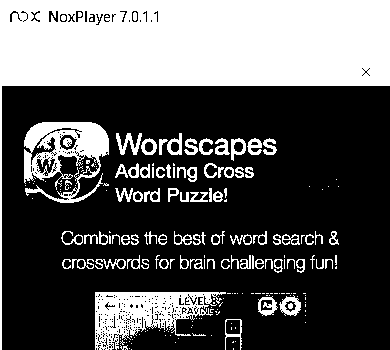 nox NoxPlayer 7.0.1.1
Wordscapes
Addicting Cross
Word Puzzle!
W O R D
Combines the best of word search &
crosswords for brain challenging fun!
LEVEL 8